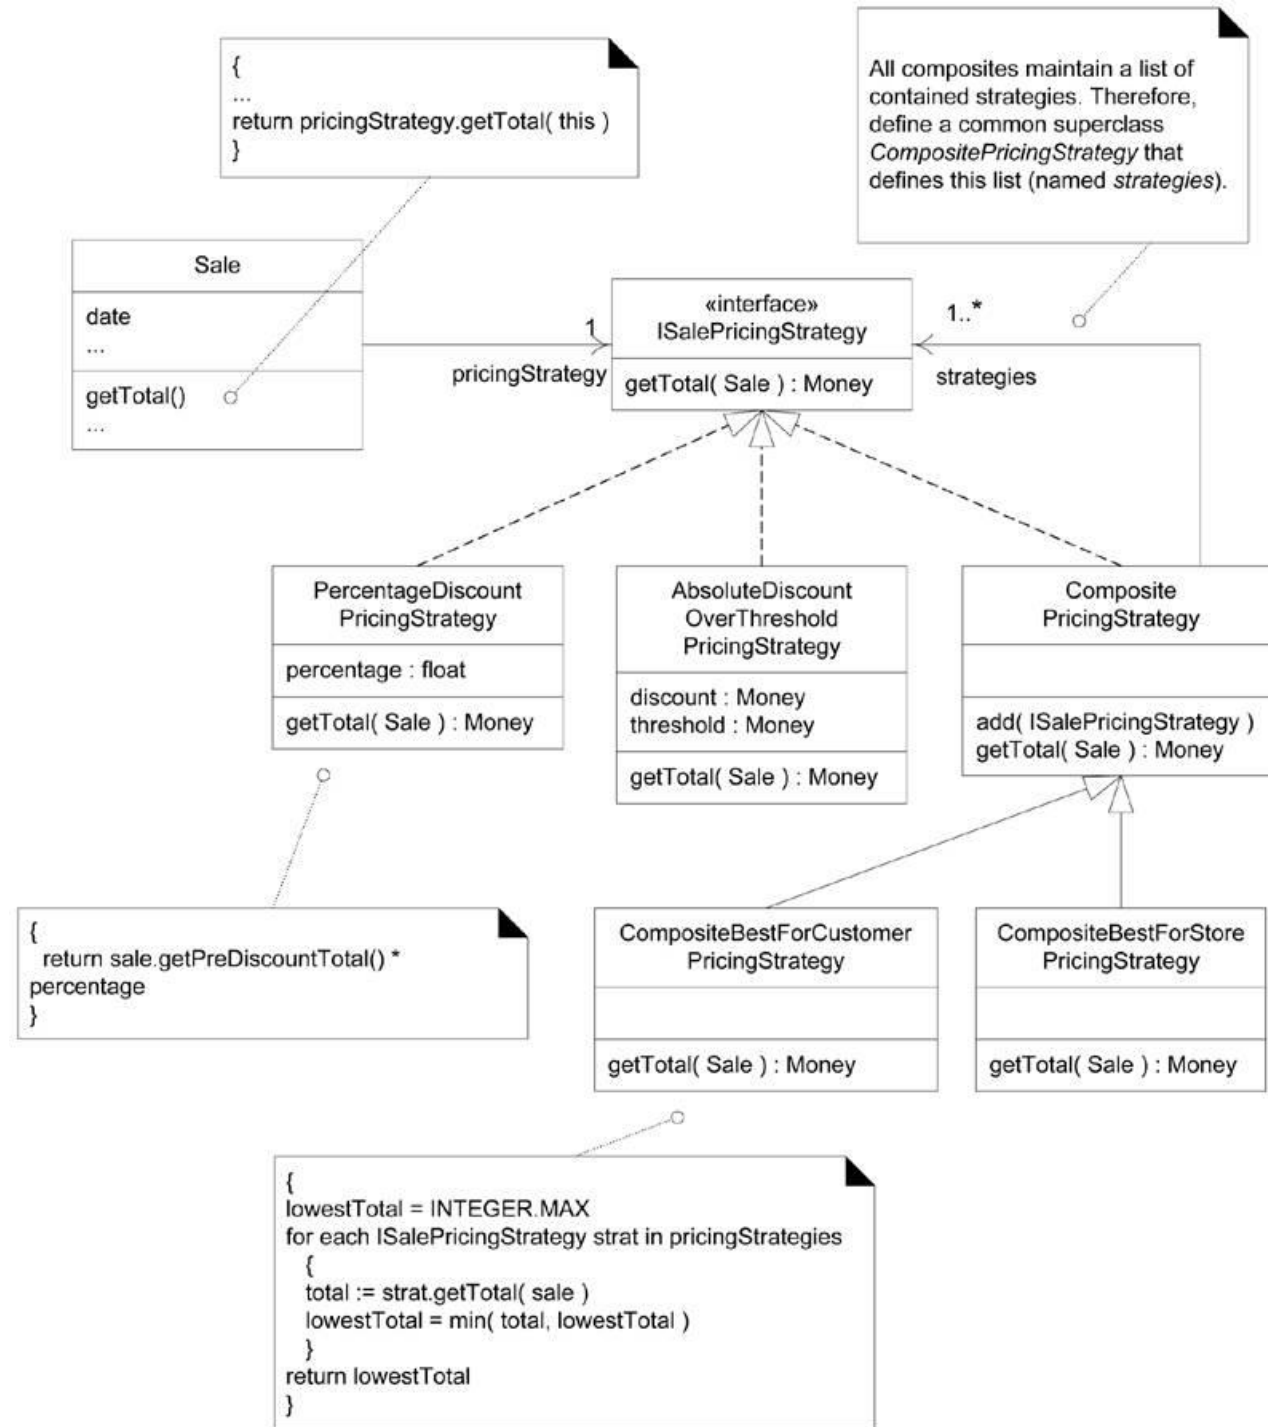 {
...
return pricingStrategy.getTotal( this )
}
All composites maintain a list of
contained strategies. Therefore,
define a common superclass
CompositePricingStrategy that
defines this list (named strategies).
Sale
date
...
getTotal()
...
1
pricingStrategy
«interface»
ISalePricingStrategy
getTotal( Sale ) : Money
1..*
strategies
PercentageDiscount
PricingStrategy
percentage : float
getTotal( Sale ) : Money
AbsoluteDiscount
OverThreshold
PricingStrategy
discount : Money
threshold : Money
getTotal( Sale ) : Money
Composite
PricingStrategy
add( ISalePricingStrategy )
getTotal( Sale ) : Money
{
return sale.getPreDiscountTotal() *
percentage
}
CompositeBestForCustomer
PricingStrategy
getTotal( Sale ) : Money
CompositeBestForStore
PricingStrategy
getTotal( Sale ) : Money
{
lowestTotal = INTEGER.MAX
for each ISalePricingStrategy strat in pricingStrategies
{
total := strat.getTotal( sale )
lowestTotal = min( total, lowestTotal )
}
return lowestTotal
}